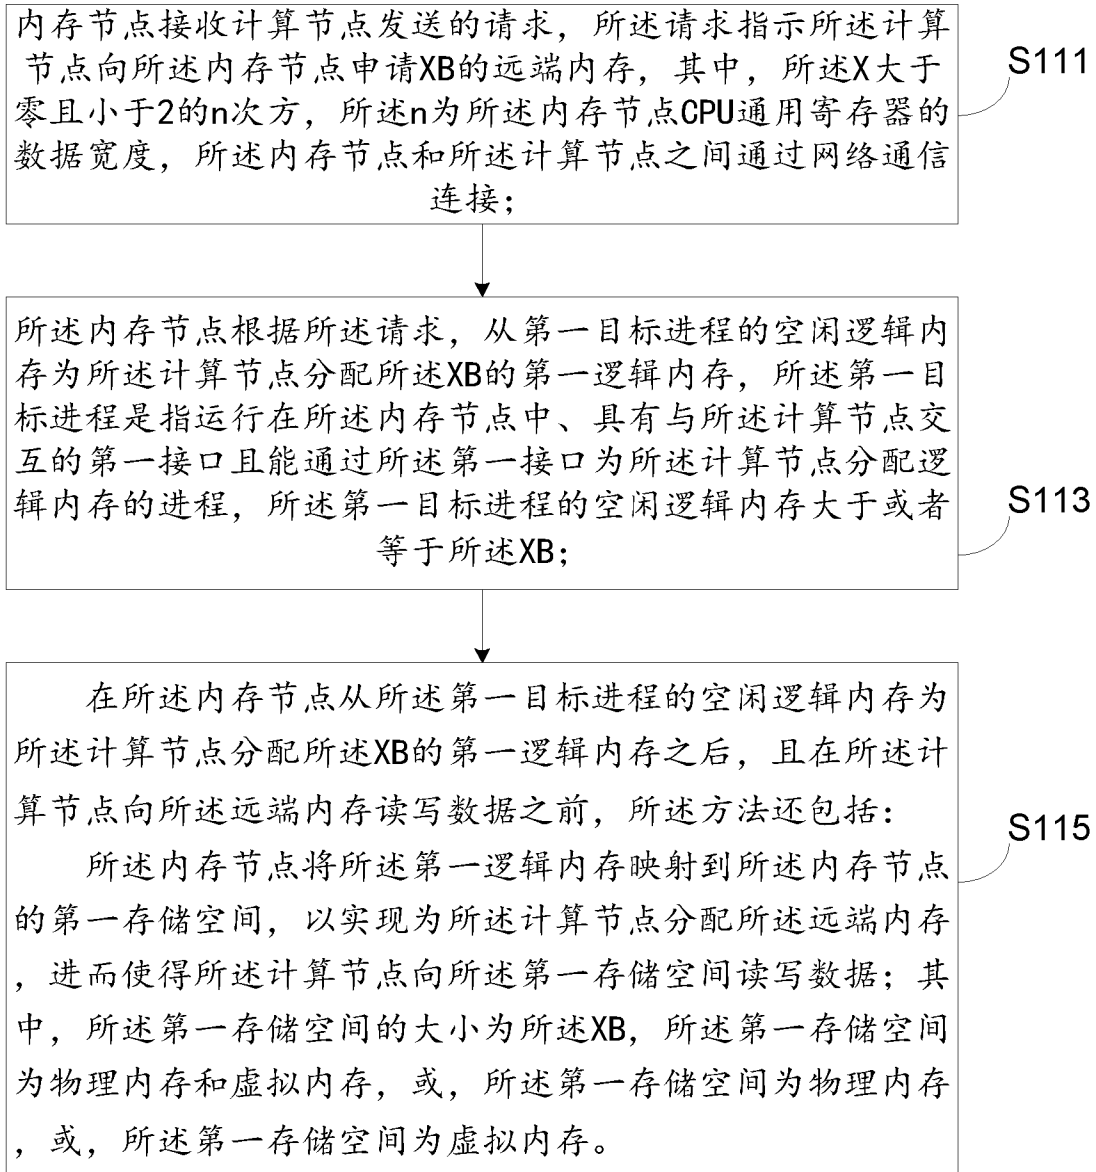 内存节点接收计算节点发送的请求，所述请求指示所述计算
节点向所述内存节点申请XB的远端内存，其中，所述X大于
零且小于2的n次方，所述n为所述内存节点CPU通用寄存器的
数据宽度，所述内存节点和所述计算节点之间通过网络通信
连接；
S111
所述内存节点根据所述请求，从第一目标进程的空闲逻辑内
存为所述计算节点分配所述XB的第一逻辑内存，所述第一目
标进程是指运行在所述内存节点中、具有与所述计算节点交
互的第一接口且能通过所述第一接口为所述计算节点分配逻
辑内存的进程，所述第一目标进程的空闲逻辑内存大于或者
等于所述XB；
S113
在所述内存节点从所述第一目标进程的空闲逻辑内存为
所述计算节点分配所述XB的第一逻辑内存之后，且在所述计
算节点向所述远端内存读写数据之前，所述方法还包括：
所述内存节点将所述第一逻辑内存映射到所述内存节点
的第一存储空间，以实现为所述计算节点分配所述远端内存
，进而使得所述计算节点向所述第一存储空间读写数据；其
中，所述第一存储空间的大小为所述XB，所述第一存储空间
为物理内存和虚拟内存，或，所述第一存储空间为物理内存
，或，所述第一存储空间为虚拟内存。
S115